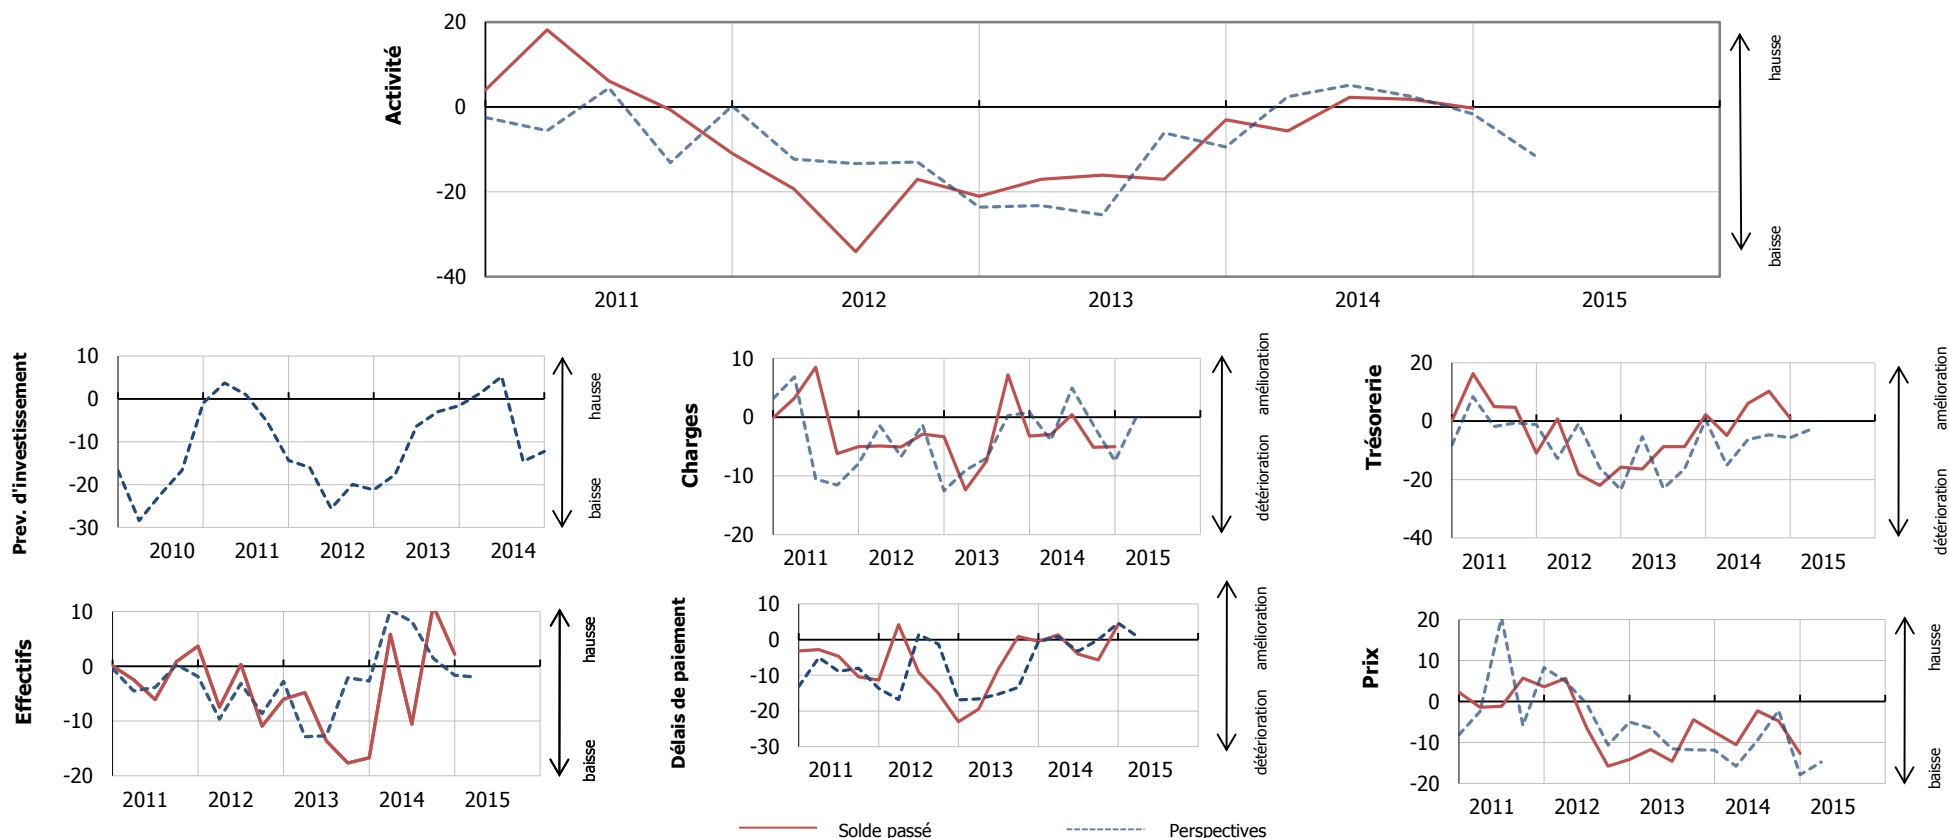 Activité
20
0
-20
-40
2011 2012 2013 2014 2015
hausse
baisse
Prev. d'investissement
10
0
-10
-20
-30
2010 2011 2012 2013 2014
hausse
baisse
Charges
10
0
-10
-20
2011 2012 2013 2014 2015
amélioration
détérioration
Trésorerie
20
0
-20
-40
2011 2012 2013 2014 2015
amélioration
détérioration
Effectifs
10
0
-10
-20
2011 2012 2013 2014 2015
hausse
baisse
Délais de paiement
10
0
-10
-20
-30
2011 2012 2013 2014 2015
amélioration
détérioration
Prix
20
10
0
-10
-20
2011 2012 2013 2014 2015
hausse
baisse
Solde passé
Perspectives